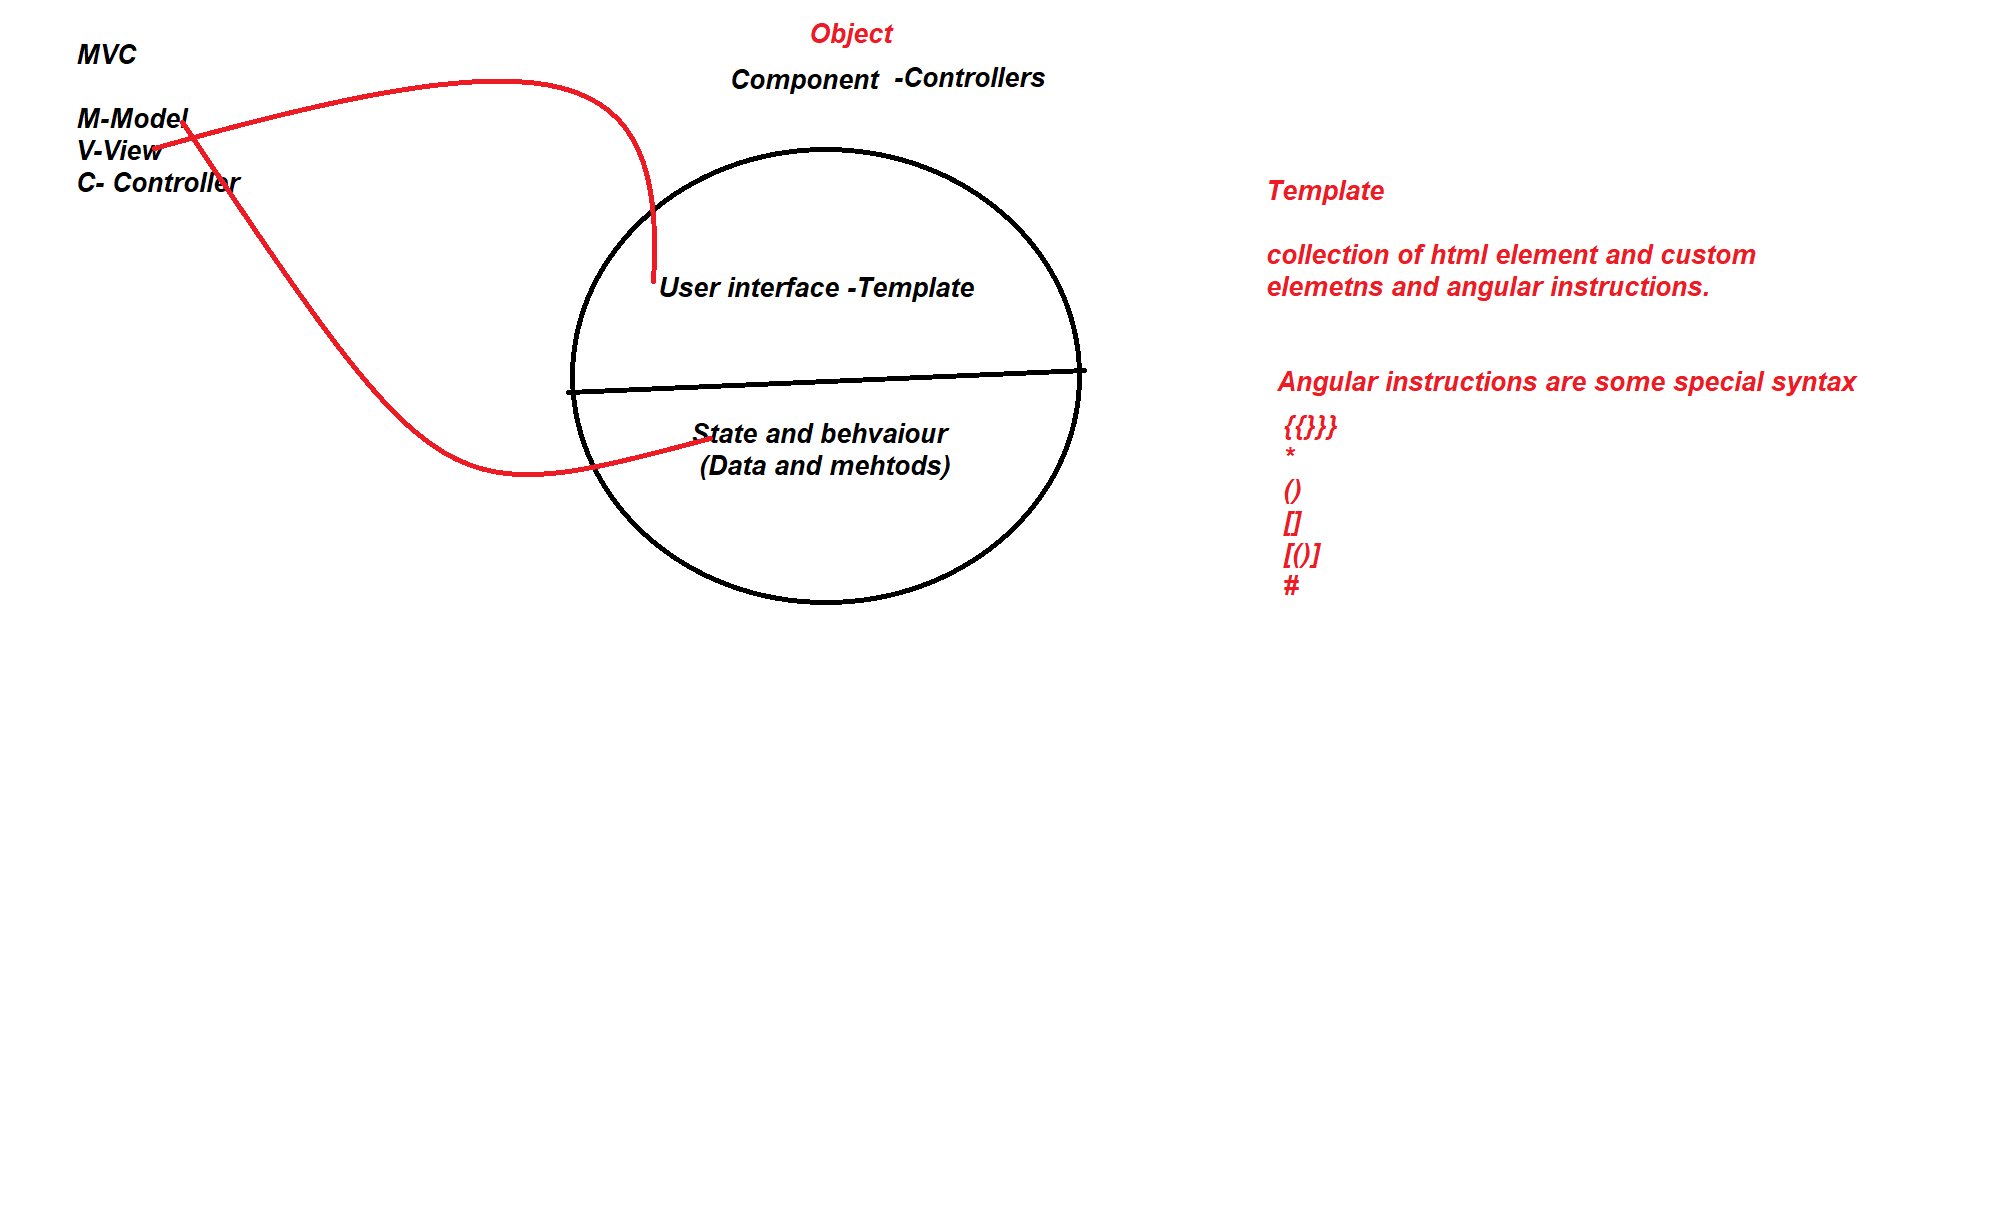 MVC
M-Model
V-View
C- Controller
Object
Component -Controllers
User interface -Template
State and behvaiour
(Data and mehtods)
Template
collection of html element and custom
elemetns and angular instructions.
Angular instructions are some special syntax
{{}}}
*
()
[]
[()]
#